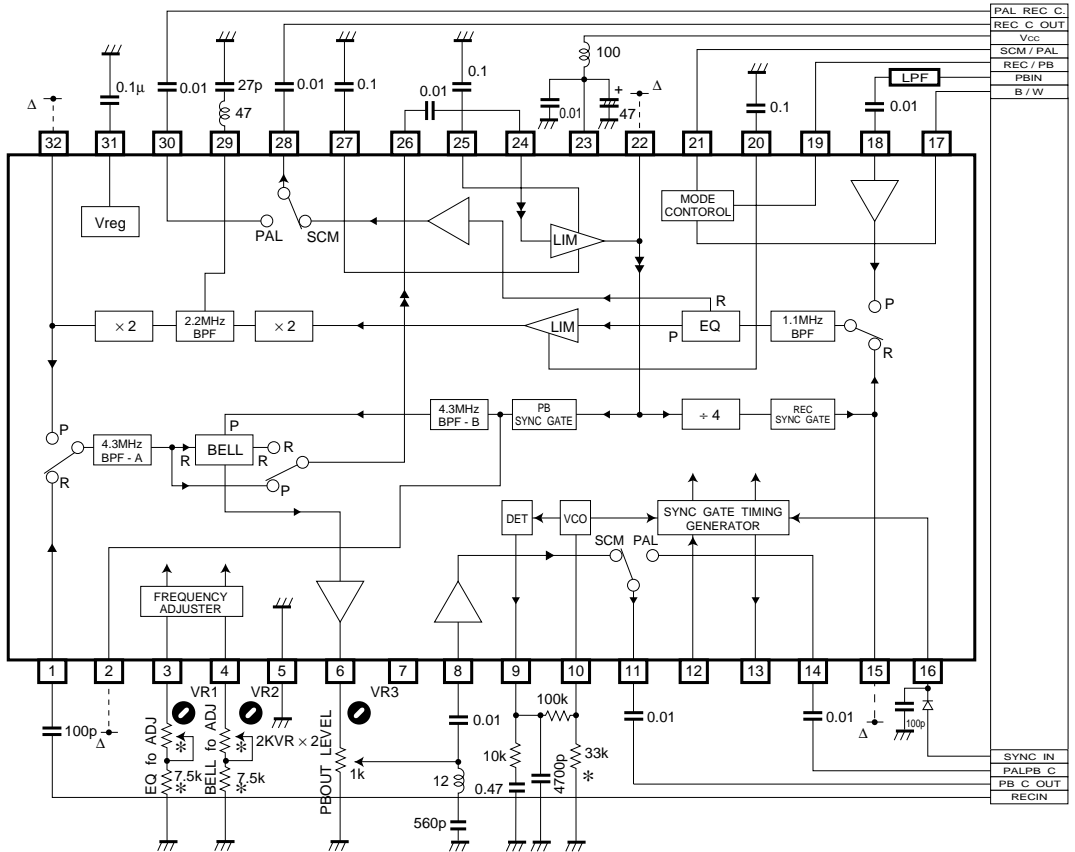 PAL REC C.
REC C OUT
Vcc
SCM / PAL
REC / PB
PBIN
B / W
100
0.1µ 0.01 27p 0.01 0.1 0.1 0.01 LPF
47 0.01 0.01 + 47 0.1 0.01
Δ Δ
32 31 30 29 28 27 26 25 24 23 22 21 20 19 18 17
Vreg PAL SCM LIM MODE CONTOROL
P
× 2 2.2MHz BPF × 2 LIM P EQ R 1.1MHz BPF R
P 4.3MHz BPF - B PB SYNC GATE ÷ 4 REC SYNC GATE
P
R
4.3MHz BPF - A
R BELL R
R
P
DET VCO SYNC GATE TIMING GENERATOR
SCM PAL
FREQUENCY ADJUSTER
1 2 3 4 5 6 7 8 9 10 11 12 13 14 15 16
VR1 VR2 VR3
100p Δ
EQ fo ADJ
* 7.5k *
BELL fo ADJ
* 2KVR × 2
7.5k *
PBOUT LEVEL
1k
0.01
12
560p
100k
10k
0.47
4700p
33k *
0.01
0.01
Δ
100p
SYNC IN
PALPB C
PB C OUT
RECIN